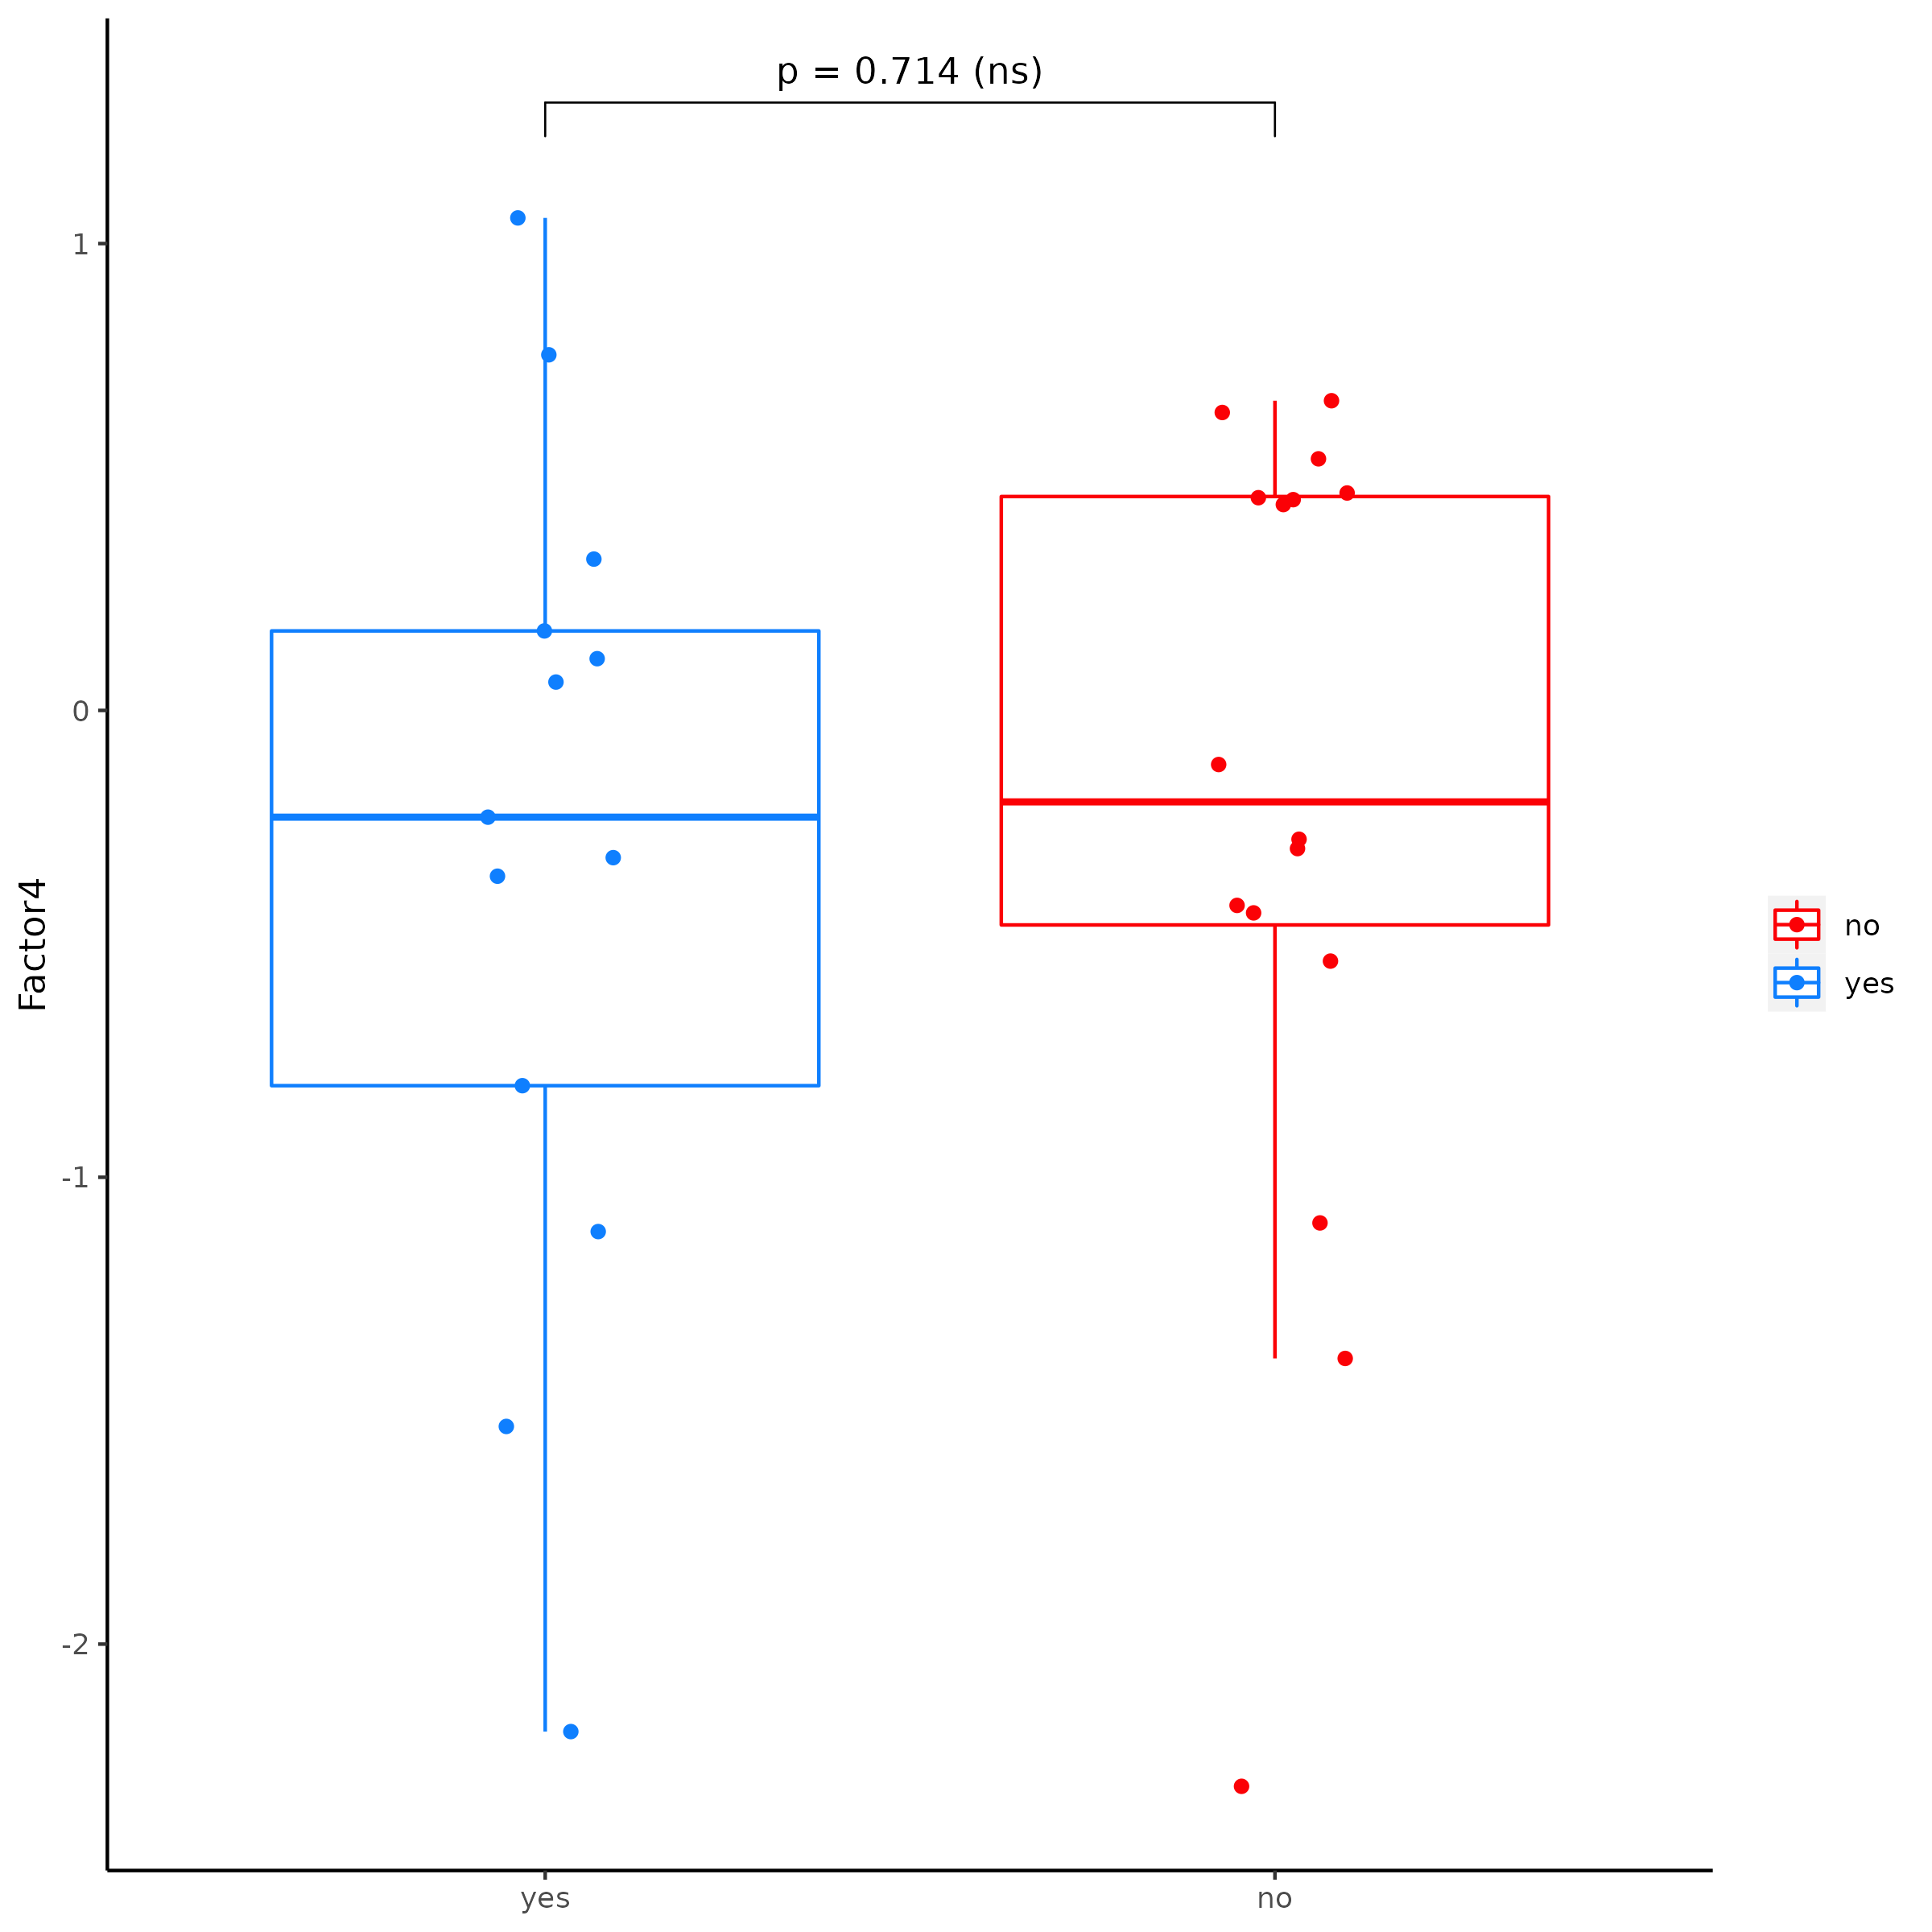 p = 0.714 (ns)
1
0
-1
-2
Factor4
yes
no
no
yes